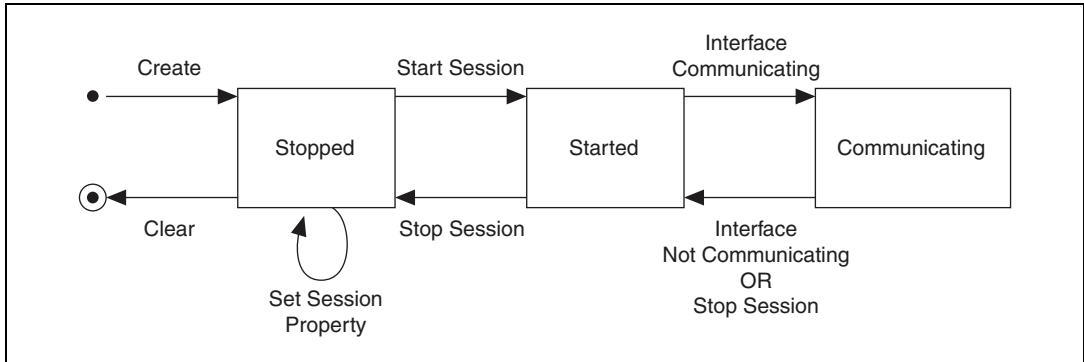 Create
Start Session
Interface
Communicating
Stopped
Started
Communicating
Clear
Stop Session
Interface
Not Communicating
OR
Stop Session
Set Session
Property